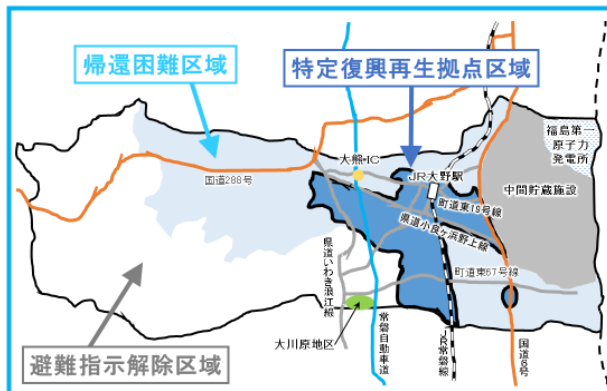 帰還困難区域
特定復興再生拠点区域
福島第一
原子力
発電所
大熊IC
JR大野駅
国道288号
中間貯蔵施設
町道東19号線
県道小良ヶ浜野上線
県道いわき浪江線
町道東67号線
大川原地区
常磐自動車道
JR常磐線
国道6号
避難指示解除区域